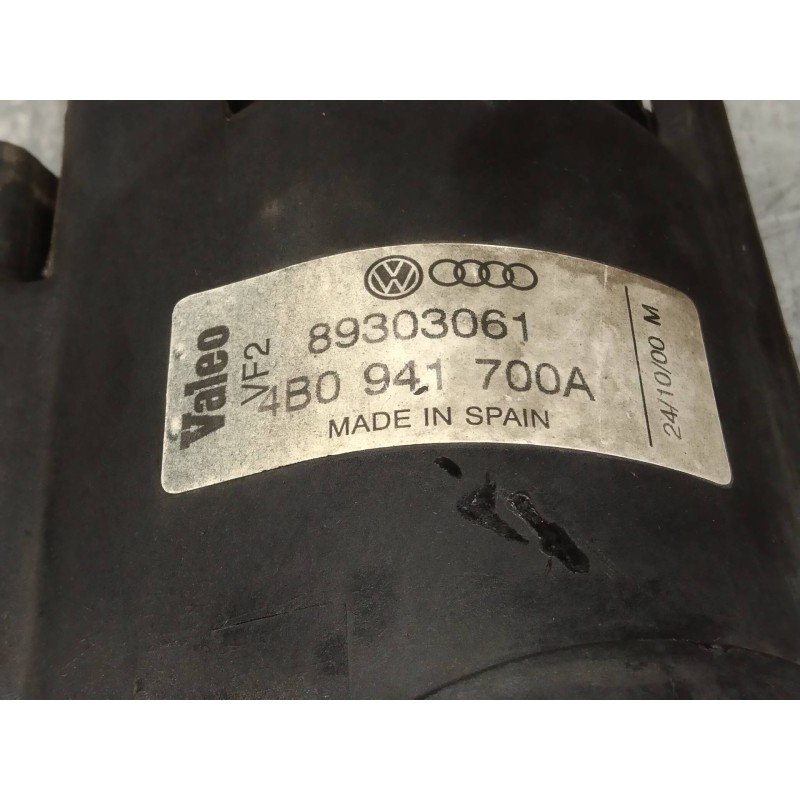 Valeo
VF2
89303061
4B0 941 700A
MADE IN SPAIN
24/10/00 M